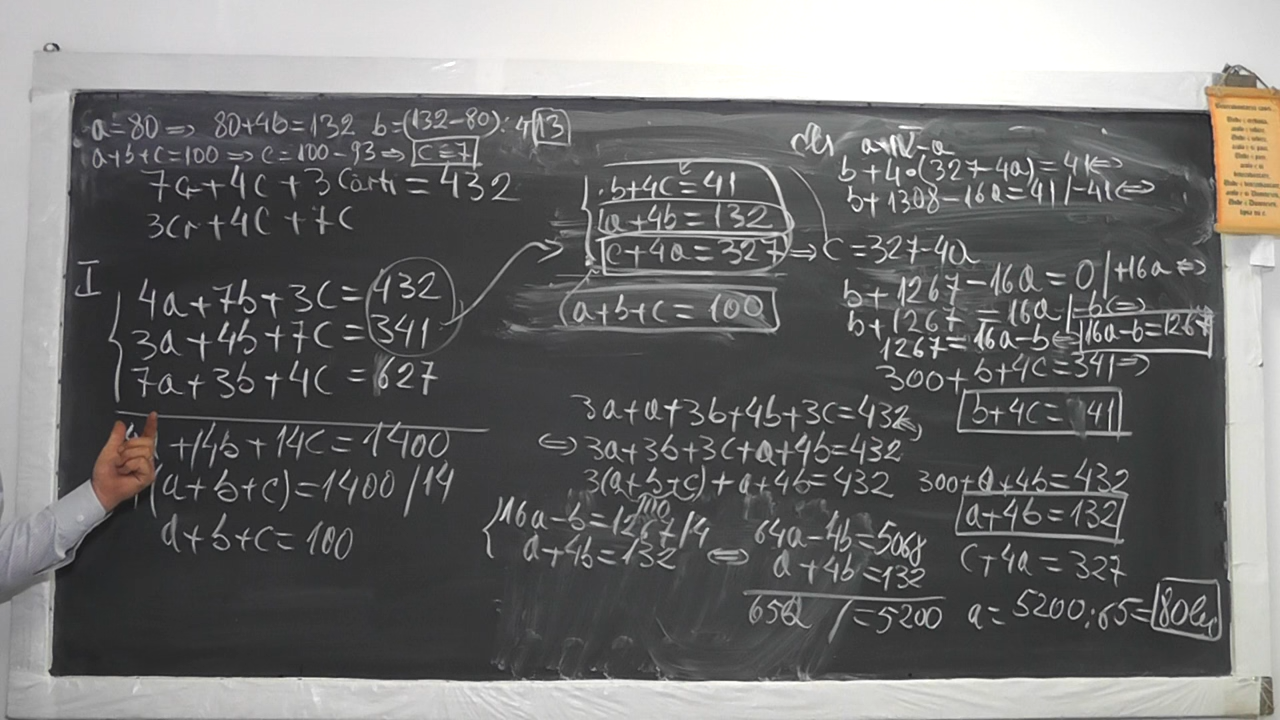 a=80 => 80+4b=132 b=(132-80):4 13
a+b+c=100 => c=100-93 => c=7
7a+4c+3Carti=432
3Cr+4C+7C
I
4a+7b+3c=432
3a+4b+7c=341
7a+3b+4c=627
+14b+14c=1400
(a+b+c)=1400/14
a+b+c=100
b+4c=41
a+4b=132
c+4a=327 => c=327-4a
a+b+c=100
b+4•(327-4a)=41<=>
b+1308-16a=41/-41<=>
b+1267-16a=0/+16a<=>
b+1267=16a/-b<=>
1267=16a-b<=> 16a-b=1267
300+b+4c=341=>
b+4c=41
3a+a+3b+4b+3c=432
<=> 3a+3b+3c+a+4b=432
3(a+b+c)+a+4b=432
100
300+a+4b=432
a+4b=132
c+4a=327
16a-b=1267/4
a+4b=132 <=>
64a-4b=5068
a+4b=132
65a / =5200
a=5200:65=80lei